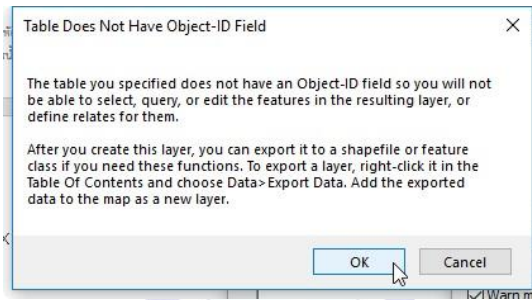 Table Does Not Have Object-ID Field
The table you specified does not have an Object-ID field so you will not
be able to select, query, or edit the features in the resulting layer, or
define relates for them.
After you create this layer, you can export it to a shapefile or feature
class if you need these functions. To export a layer, right-click it in the
Table Of Contents and choose Data>Export Data. Add the exported
data to the map as a new layer.
OK
Cancel
Warn m